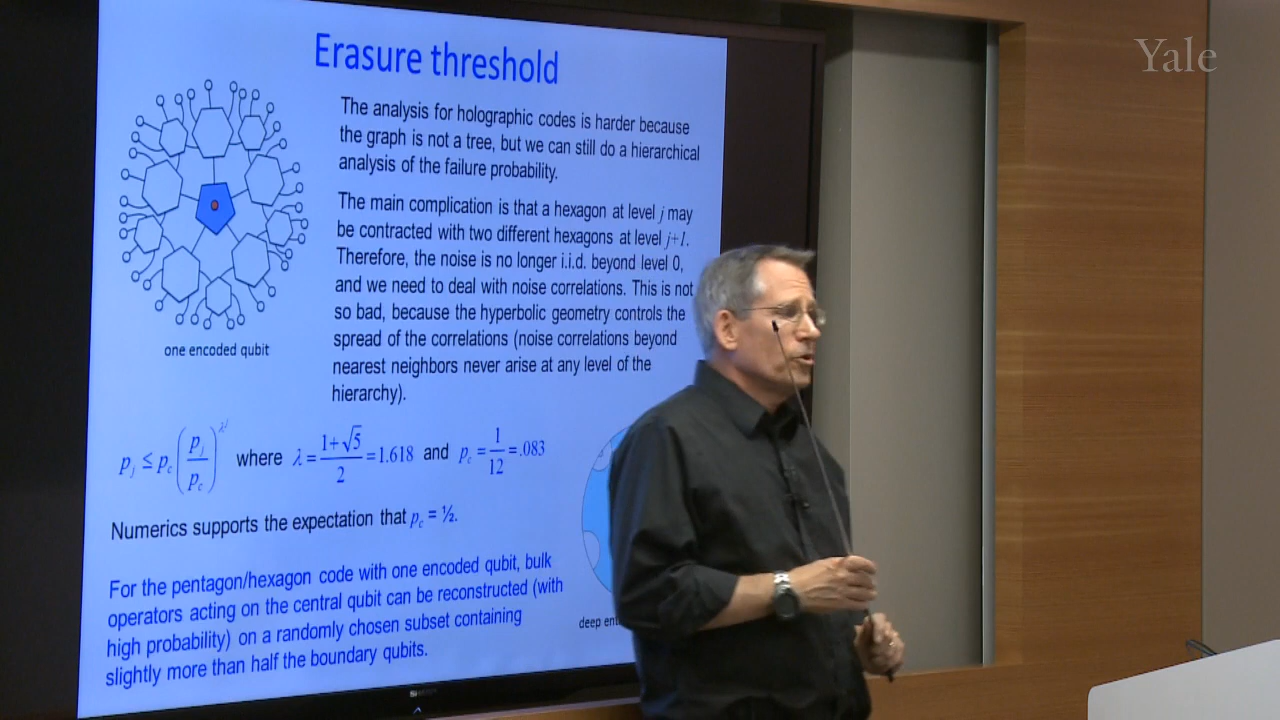 Yale
Erasure threshold
The analysis for holographic codes is harder because
the graph is not a tree, but we can still do a hierarchical
analysis of the failure probability.
The main complication is that a hexagon at level j may
be contracted with two different hexagons at level j+1.
Therefore, the noise is no longer i.i.d. beyond level 0,
and we need to deal with noise correlations. This is not
so bad, because the hyperbolic geometry controls the
spread of the correlations (noise correlations beyond
nearest neighbors never arise at any level of the
hierarchy).
one encoded qubit
p_j ≤ p_c (p_j / p_c)^{λ^j} where λ = (1+√5)/2 = 1.618 and p_c = 1/12 = .083
Numerics supports the expectation that p_c = ½.
For the pentagon/hexagon code with one encoded qubit, bulk
operators acting on the central qubit can be reconstructed (with
high probability) on a randomly chosen subset containing
slightly more than half the boundary qubits.
deep